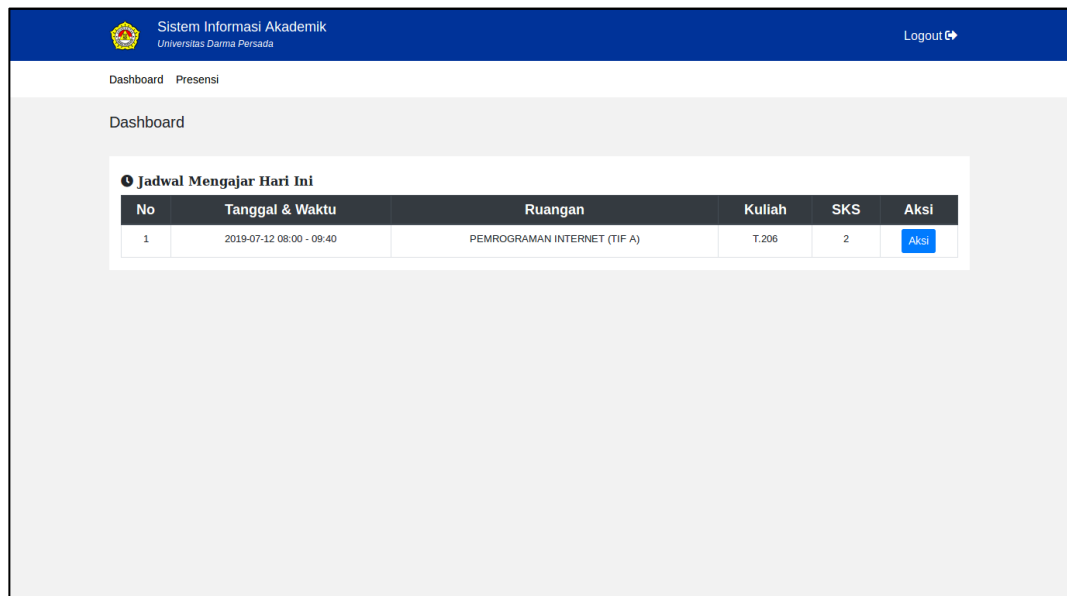 Sistem Informasi Akademik
Universitas Darma Persada
Logout
Dashboard Presensi
Dashboard
Jadwal Mengajar Hari Ini
No Tanggal & Waktu Ruangan Kuliah SKS Aksi
1 2019-07-12 08:00 - 09:40 PEMROGRAMAN INTERNET (TIF A) T.206 2 Aksi